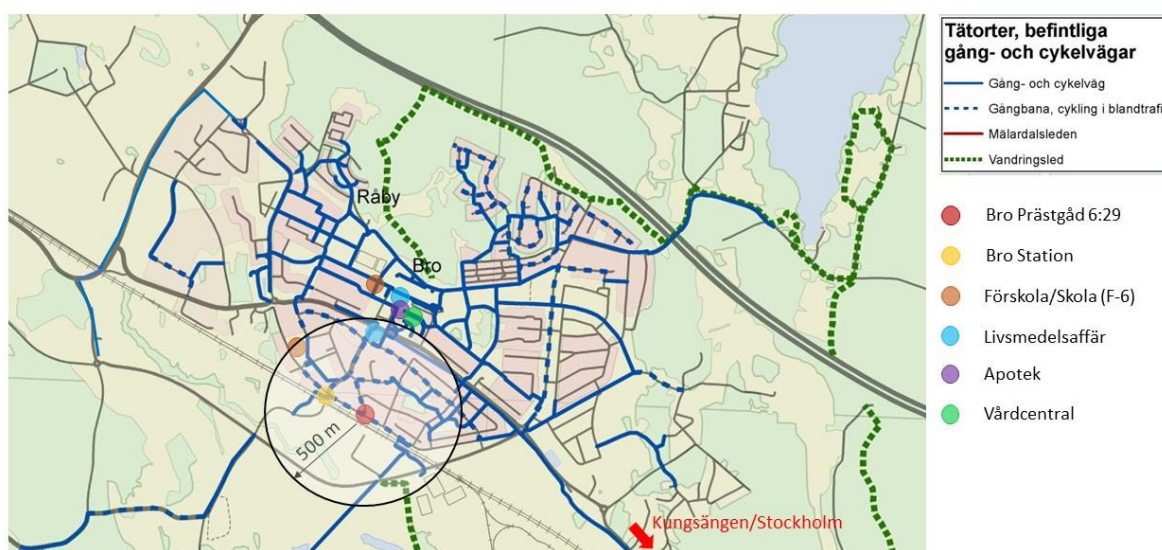 Råby
Bro
500 m
Kungsängen/Stockholm
Tätorter, befintliga
gång- och cykelvägar
Gång- och cykelväg
Gångbana, cykling i blandtrafi
Mälardalsleden
Vandringsled
Bro Prästgåd 6:29
Bro Station
Förskola/Skola (F-6)
Livsmedelsaffär
Apotek
Vårdcentral